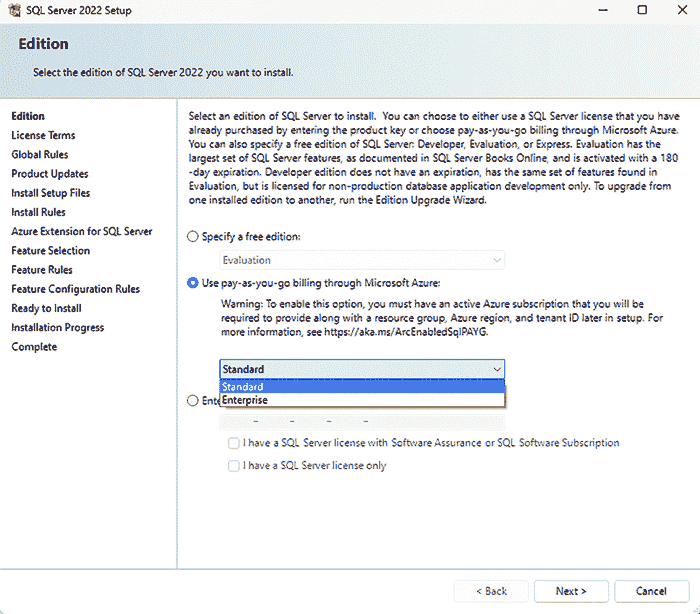 SQL Server 2022 Setup
Edition
Select the edition of SQL Server 2022 you want to install.
Edition
License Terms
Global Rules
Product Updates
Install Setup Files
Install Rules
Azure Extension for SQL Server
Feature Selection
Feature Rules
Feature Configuration Rules
Ready to Install
Installation Progress
Complete
Select an edition of SQL Server to install. You can choose to either use a SQL Server license that you have
already purchased by entering the product key or choose pay-as-you-go billing through Microsoft Azure.
You can also specify a free edition of SQL Server: Developer, Evaluation, or Express. Evaluation has the
largest set of SQL Server features, as documented in SQL Server Books Online, and is activated with a 180
-day expiration. Developer edition does not have an expiration, has the same set of features found in
Evaluation, but is licensed for non-production database application development only. To upgrade from
one installed edition to another, run the Edition Upgrade Wizard.
Specify a free edition:
Evaluation
Use pay-as-you-go billing through Microsoft Azure:
Warning: To enable this option, you must have an active Azure subscription that you will be
required to provide along with a resource group, Azure region, and tenant ID later in setup. For
more information, see https://aka.ms/ArcEnabledSqlPAYG.
Standard
Standard
Enterprise
- - - -
I have a SQL Server license with Software Assurance or SQL Software Subscription
I have a SQL Server license only
< Back
Next >
Cancel